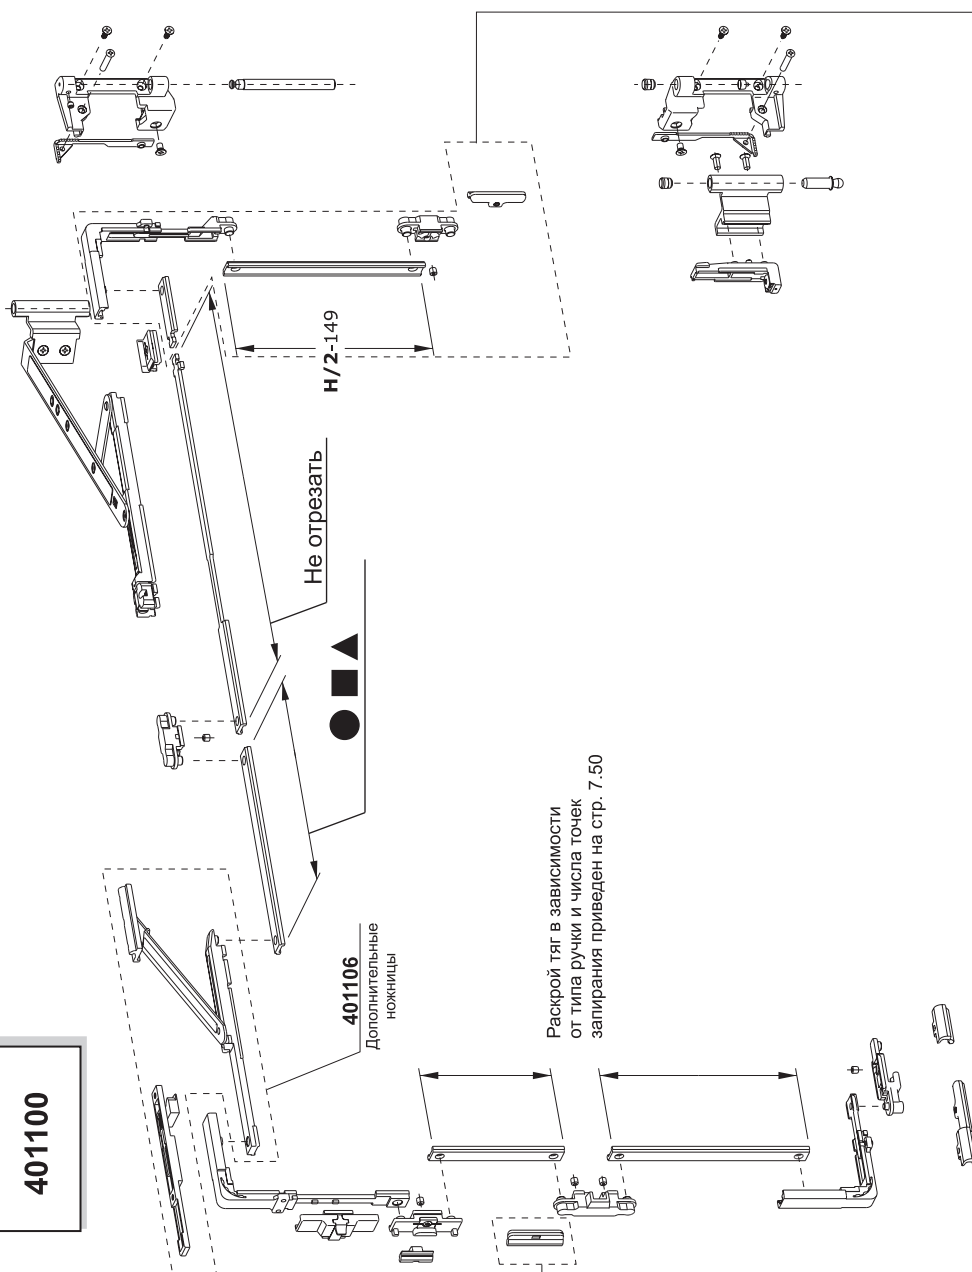 401100
401106
Дополнительные
ножницы
Не отрезать
H/2-149
Раскрой тяг в зависимости
от типа ручки и числа точек
запирания приведен на стр. 7.50